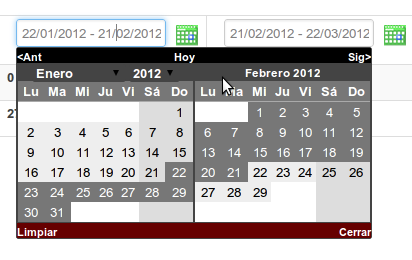 22/01/2012 - 21/02/2012 21/02/2012 - 22/03/2012
<Ant Hoy Sig>
Enero 2012 Febrero 2012
Lu Ma Mi Ju Vi Sá Do Lu Ma Mi Ju Vi Sá Do
1 1 2 3 4 5
2 3 4 5 6 7 8 6 7 8 9 10 11 12
9 10 11 12 13 14 15 13 14 15 16 17 18 19
16 17 18 19 20 21 22 20 21 22 23 24 25 26
23 24 25 26 27 28 29 27 28 29
30 31
Limpiar Cerrar